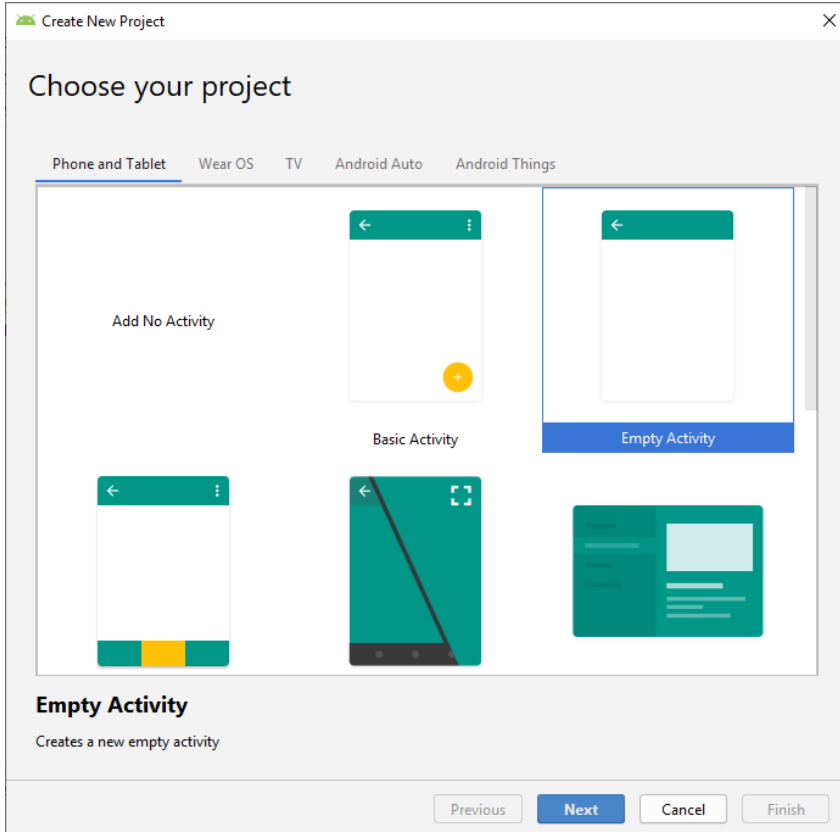 Create New Project
Choose your project
Phone and Tablet Wear OS TV Android Auto Android Things
Add No Activity
Basic Activity
Empty Activity
Empty Activity
Creates a new empty activity
Previous Next Cancel Finish